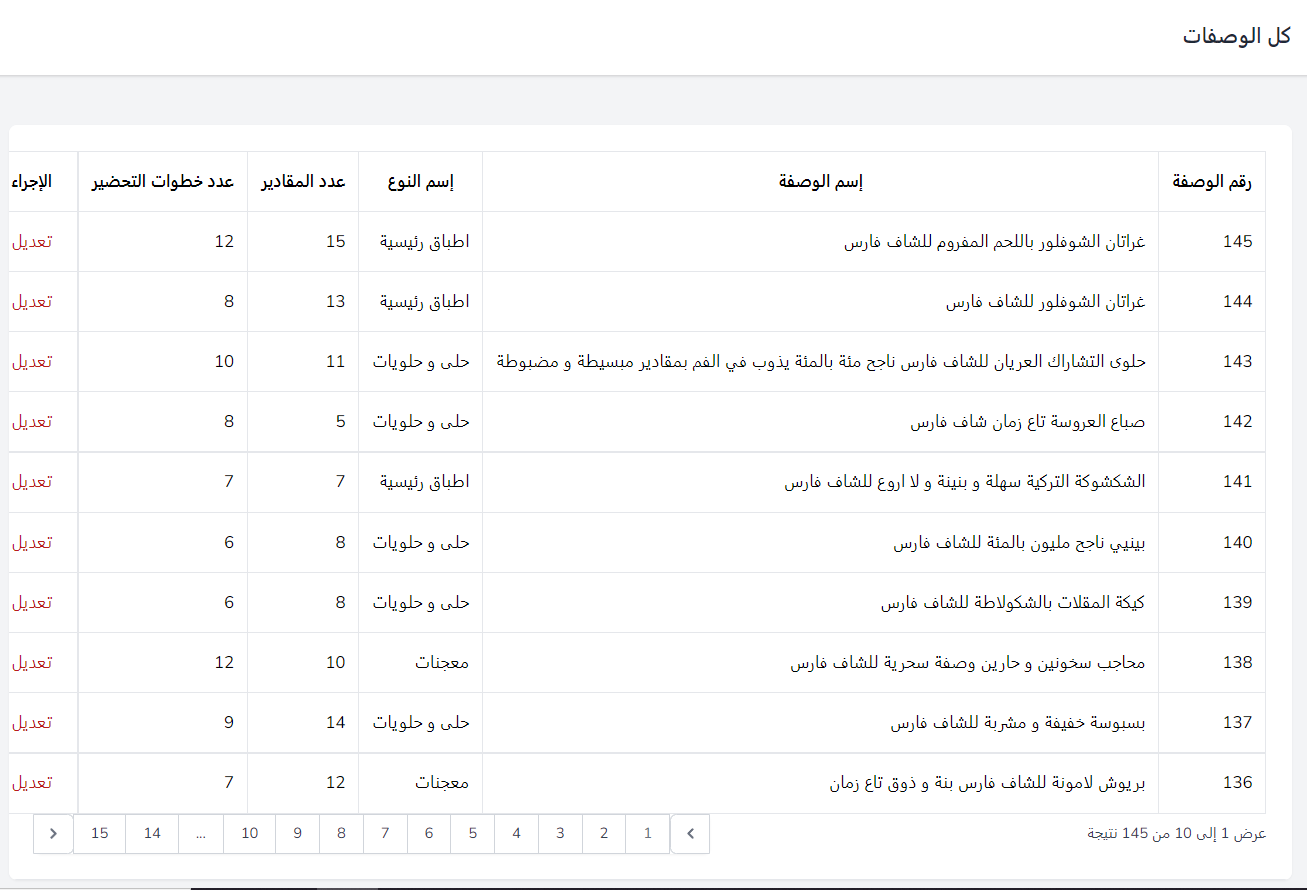 كل الوصفات
رقم الوصفة إسم الوصفة إسم النوع عدد المقادير عدد خطوات التحضير الإجراء
145 غراتان الشوفلور باللحم المفروم للشاف فارس اطباق رئيسية 15 12 تعديل
144 غراتان الشوفلور للشاف فارس اطباق رئيسية 13 8 تعديل
143 حلوى التشاراك العريان للشاف فارس ناجح مئة بالمئة يذوب في الفم بمقادير مبسيطة و مضبوطة حلى و حلويات 11 10 تعديل
142 صباع العروسة تاع زمان شاف فارس حلى و حلويات 5 8 تعديل
141 الشكشوكة التركية سهلة و بنينة و لا اروع للشاف فارس اطباق رئيسية 7 7 تعديل
140 بينيي ناجح مليون بالمئة للشاف فارس حلى و حلويات 8 6 تعديل
139 كيكة المقلات بالشكولاطة للشاف فارس حلى و حلويات 8 6 تعديل
138 محاجب سخونين و حارين وصفة سحرية للشاف فارس معجنات 10 12 تعديل
137 بسبوسة خفيفة و مشربة للشاف فارس حلى و حلويات 14 9 تعديل
136 بريوش لامونة للشاف فارس بنة و ذوق تاع زمان معجنات 12 7 تعديل
عرض 1 إلى 10 من 145 نتيجة
1 2 3 4 5 6 7 8 9 10 ... 14 15